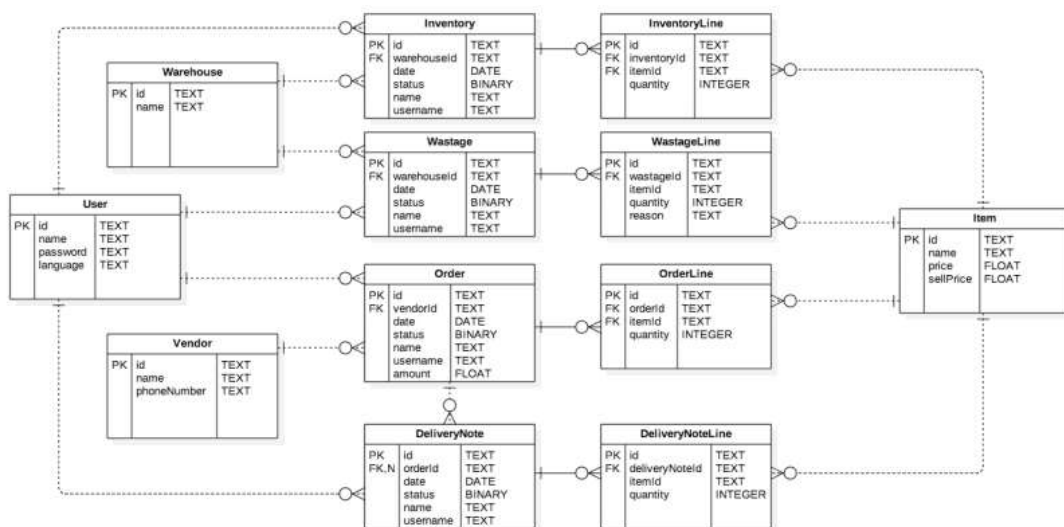 Inventory
PK id TEXT
FK warehouseId TEXT
date DATE
status BINARY
name TEXT
username TEXT
InventoryLine
PK id TEXT
FK inventoryId TEXT
FK itemId TEXT
quantity INTEGER
Warehouse
PK id TEXT
name TEXT
Wastage
PK id TEXT
FK warehouseId TEXT
date DATE
status BINARY
name TEXT
username TEXT
WastageLine
PK id TEXT
FK wastageId TEXT
itemId TEXT
quantity INTEGER
reason TEXT
User
PK id TEXT
name TEXT
password TEXT
language TEXT
Item
PK id TEXT
name TEXT
price FLOAT
sellPrice FLOAT
Order
PK id TEXT
FK vendorId TEXT
date DATE
status BINARY
name TEXT
username TEXT
amount FLOAT
OrderLine
PK id TEXT
FK orderId TEXT
FK itemId TEXT
quantity INTEGER
Vendor
PK id TEXT
name TEXT
phoneNumber TEXT
DeliveryNote
PK id TEXT
FK,N orderId TEXT
date DATE
status BINARY
name TEXT
username TEXT
DeliveryNoteLine
PK id TEXT
FK deliveryNoteId TEXT
itemId TEXT
quantity INTEGER